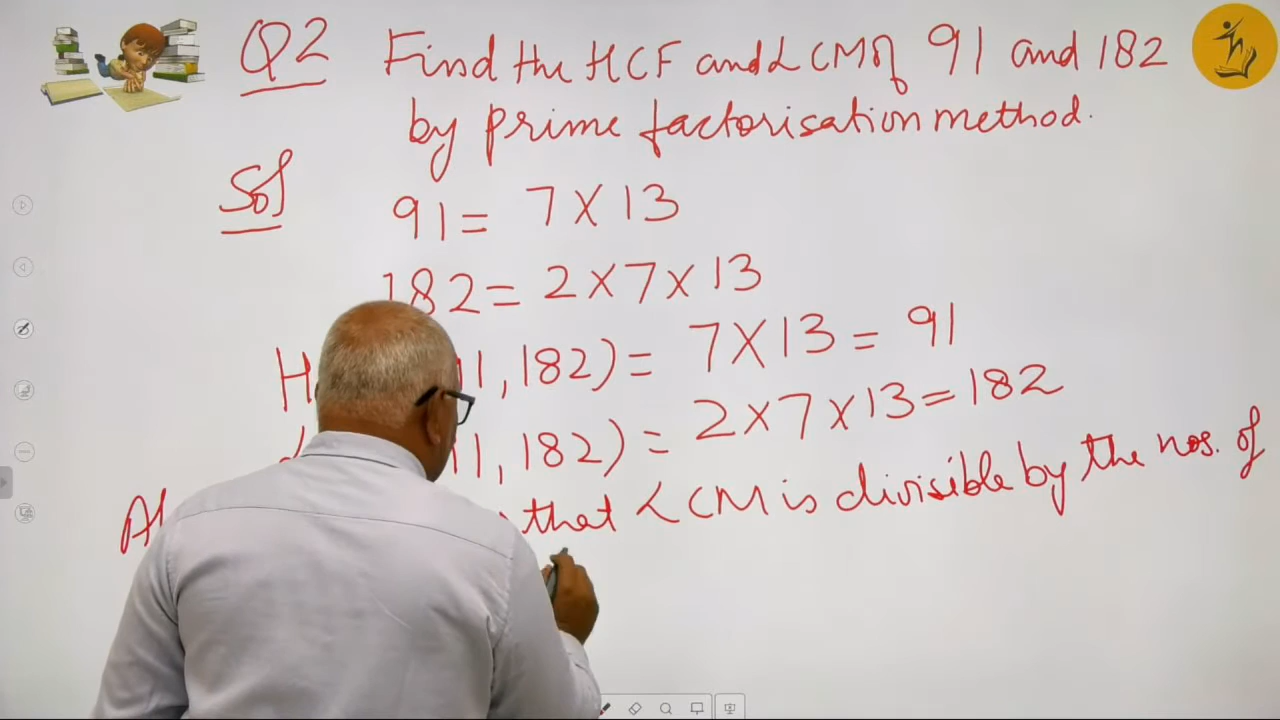 Q2 Find the HCF and LCM of 91 and 182
by prime factorisation method.
Sol
91 = 7 X 13
182 = 2 X 7 X 13
H 1, 182) = 7 X 13 = 91
1, 182) = 2 X 7 X 13 = 182
Al that LCM is divisible by the nos. of